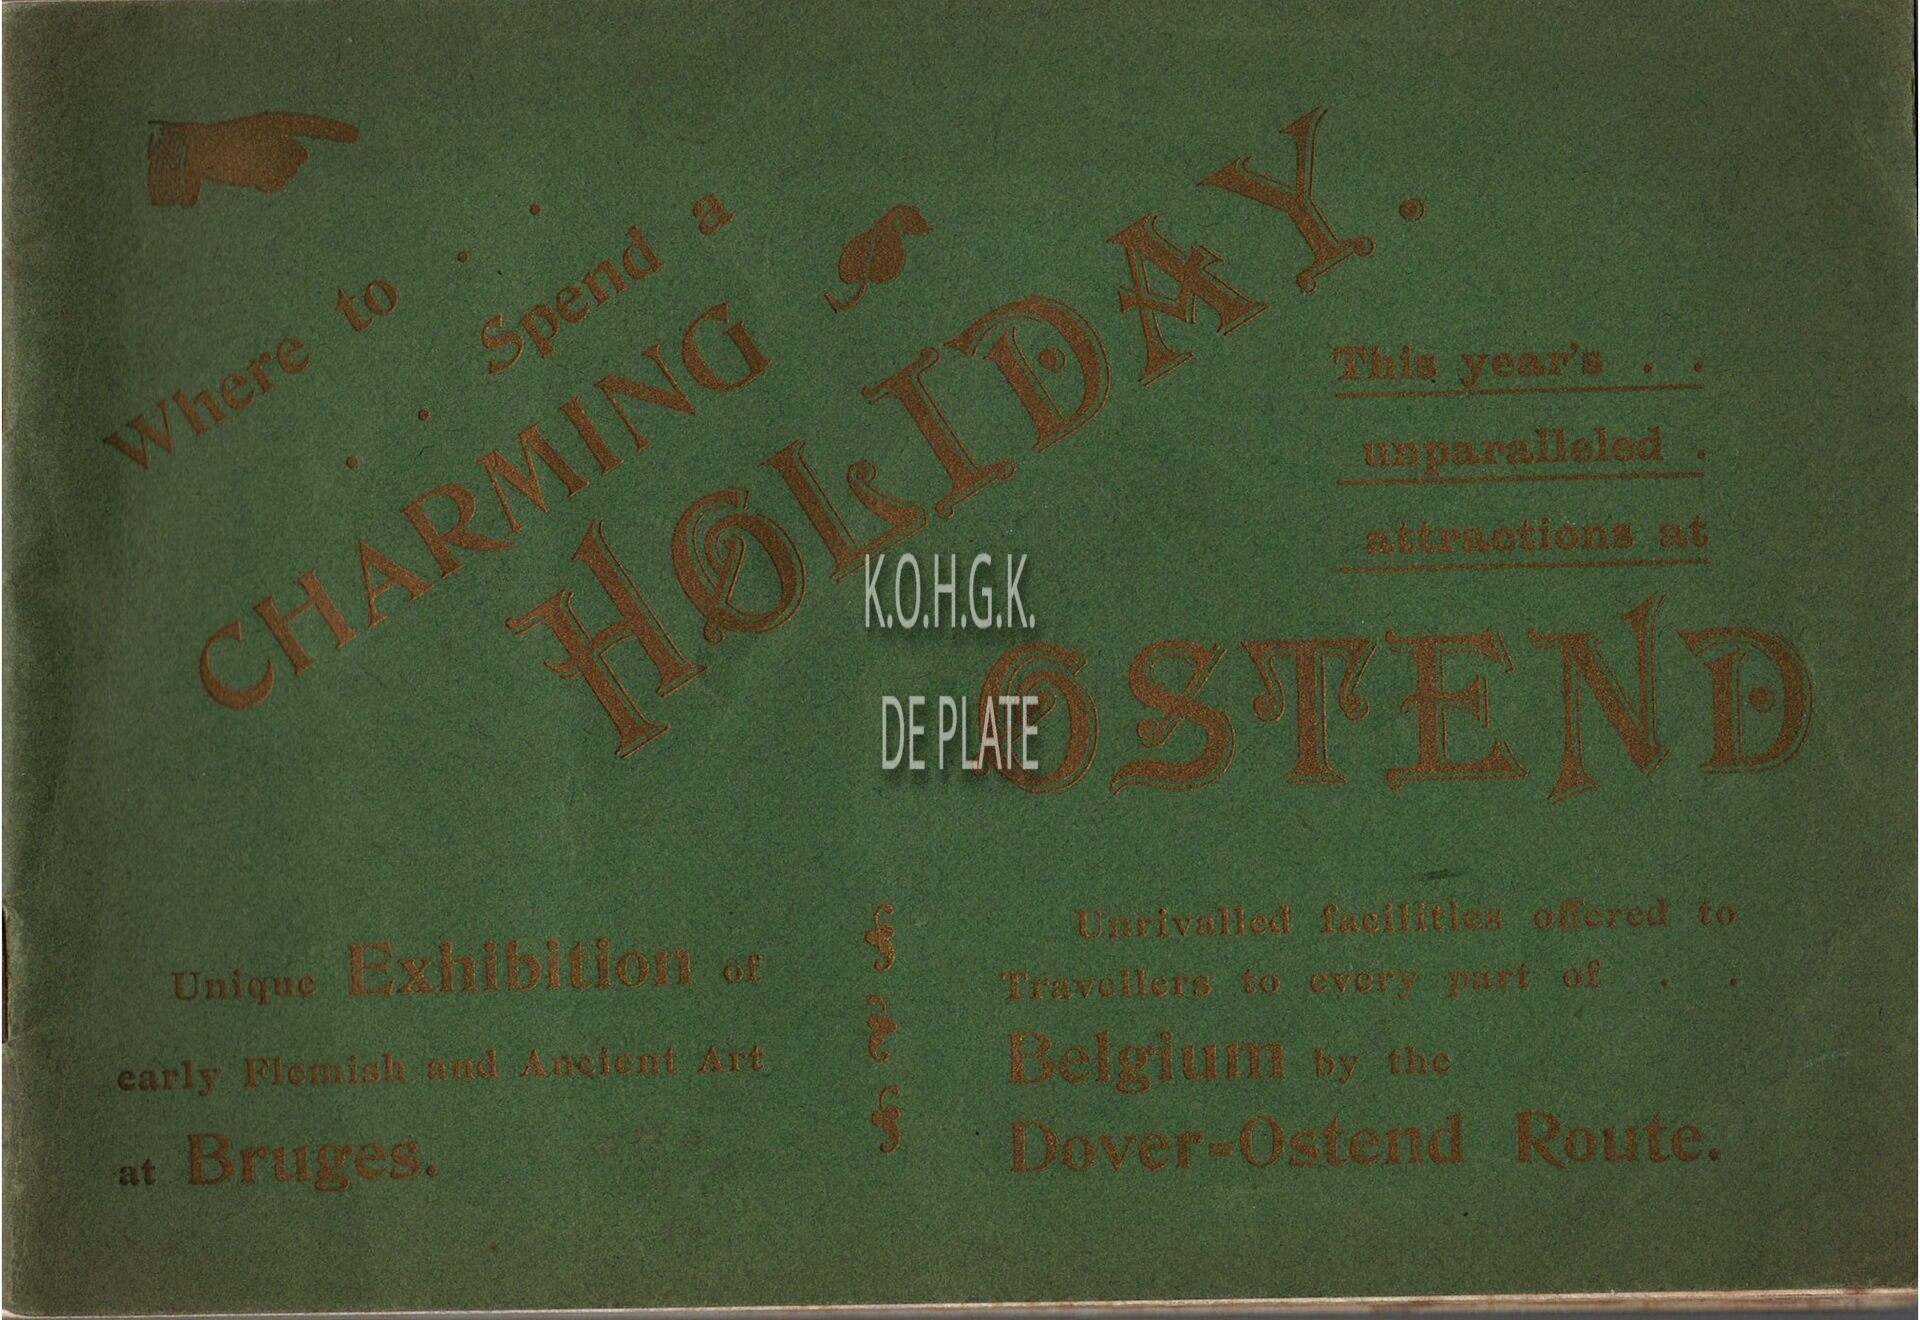 Where to . . Spend a
. . CHARMING
HOLIDAY.
This year's . .
unparalleled .
attractions at
OSTEND
K.O.H.G.K.
DE PLATE
Unique Exhibition of
early Flemish and Ancient Art
at Bruges.
Unrivalled facilities offered to
Travellers to every part of . .
Belgium by the
Dover=Ostend Route.